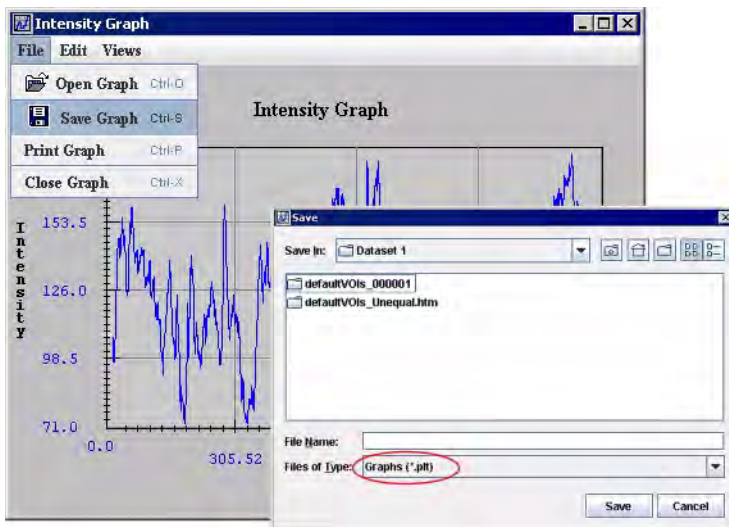 Intensity Graph
File Edit Views
Open Graph Ctrl-O
Save Graph Ctrl-S
Print Graph Ctrl-P
Close Graph Ctrl-X
Intensity Graph
Intensity
153.5
126.0
98.5
71.0
0.0
305.52
Save
Save In: Dataset 1
defaultVOIs_000001
defaultVOIs_Unequal.htm
File Name:
Files of Type: Graphs (*.plt)
Save Cancel